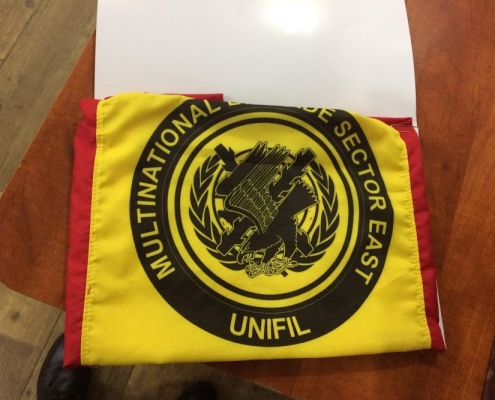 MULTINATIONAL SECTOR EAST
UNIFIL